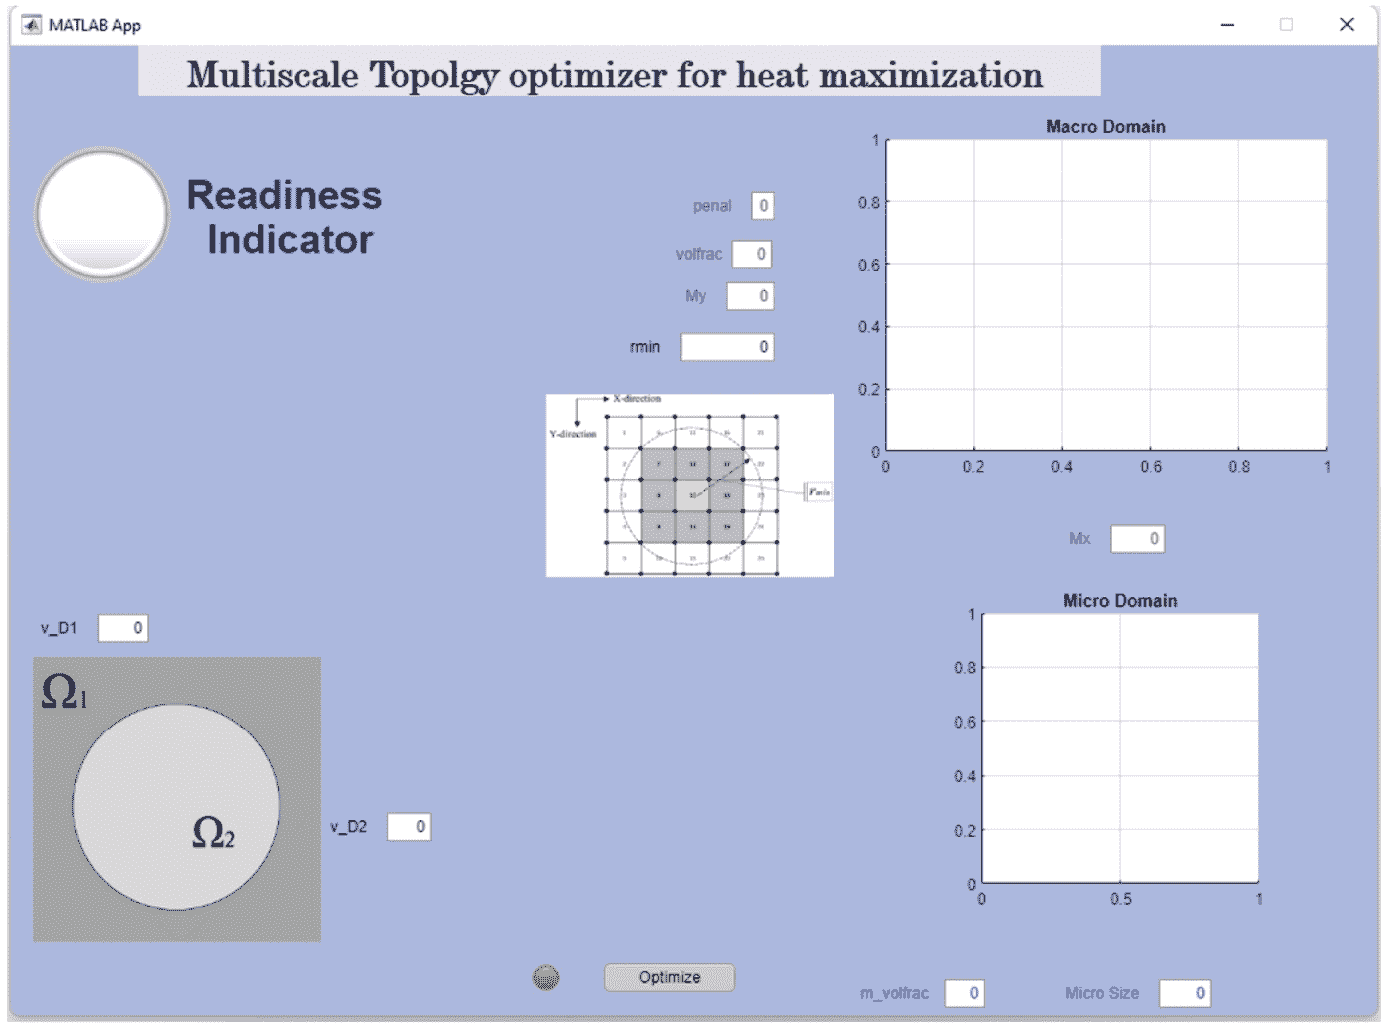 MATLAB App
Multiscale Topolgy optimizer for heat maximization
Readiness
Indicator
penal 0
volfrac 0
My 0
rmin 0
X-direction
Y-direction
rmin
Macro Domain
1
0.8
0.6
0.4
0.2
0
0 0.2 0.4 0.6 0.8 1
Mx 0
Micro Domain
1
0.8
0.6
0.4
0.2
0
0 0.5 1
v_D1 0
Ω1
Ω2
v_D2 0
Optimize
m_volfrac 0
Micro Size 0